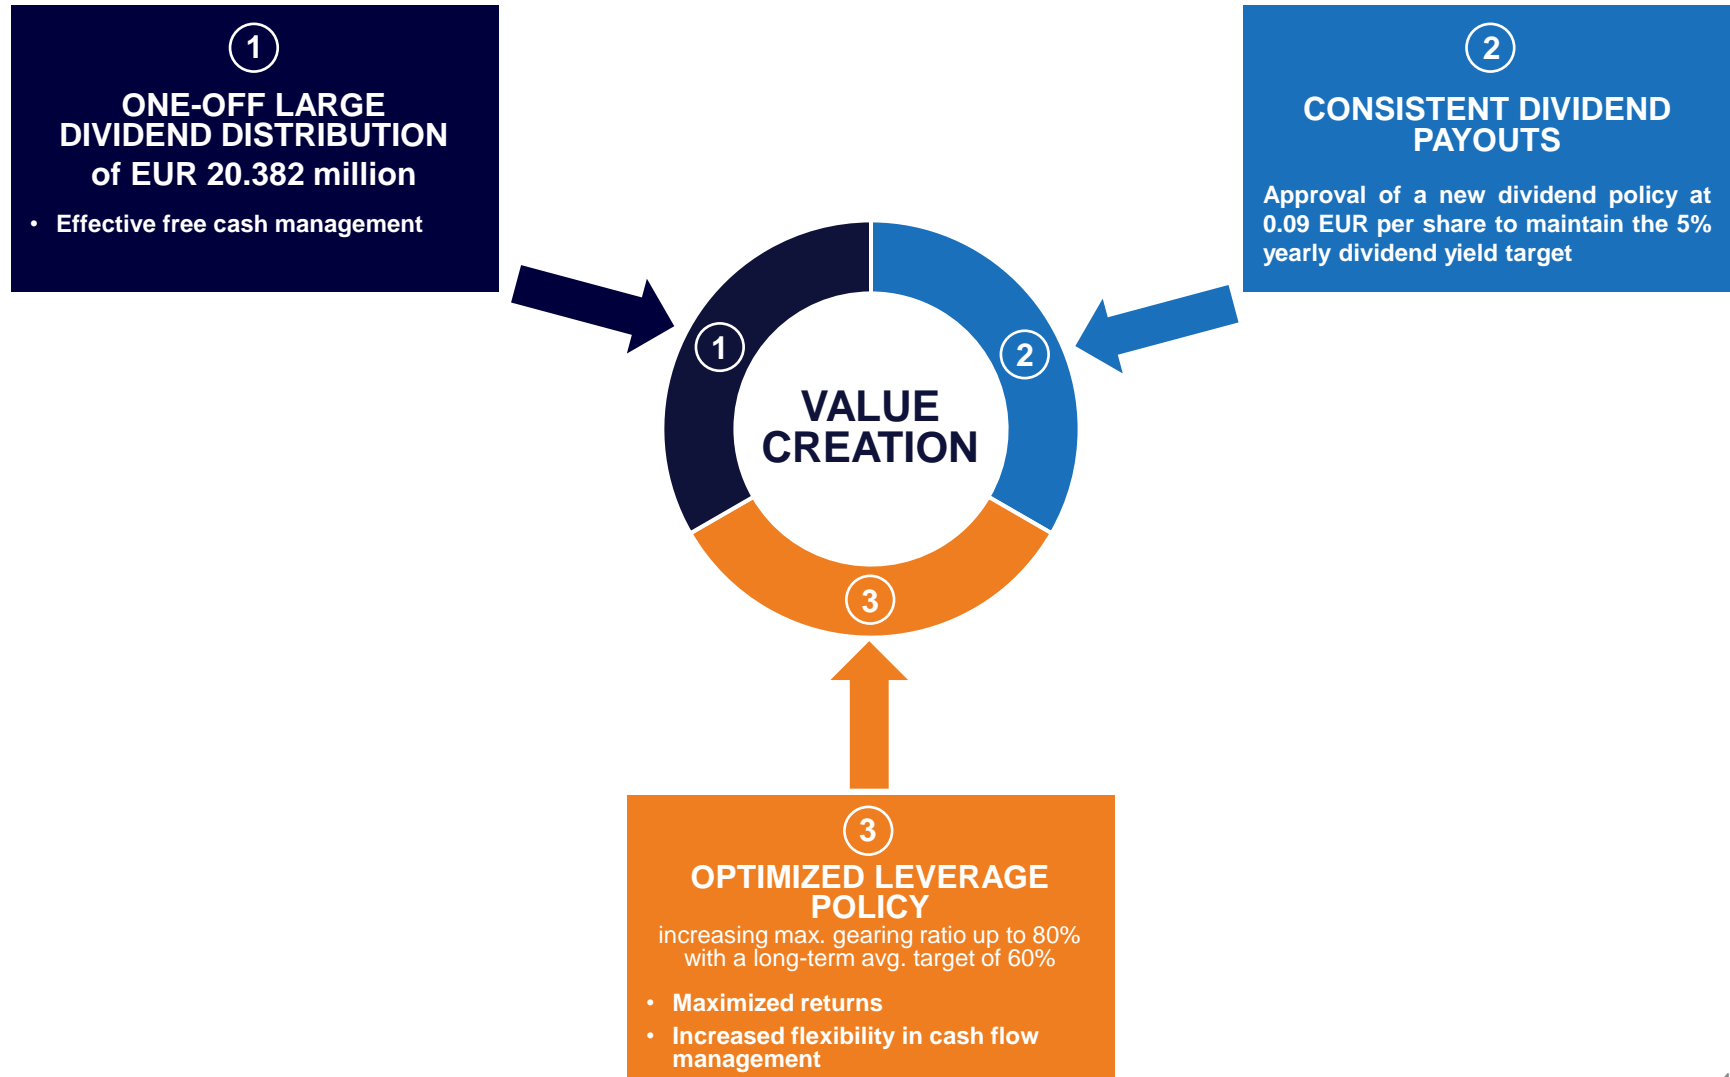 1
ONE-OFF LARGE
DIVIDEND DISTRIBUTION
of EUR 20.382 million
• Effective free cash management
2
CONSISTENT DIVIDEND
PAYOUTS
Approval of a new dividend policy at
0.09 EUR per share to maintain the 5%
yearly dividend yield target
1
2
VALUE
CREATION
3
3
OPTIMIZED LEVERAGE
POLICY
increasing max. gearing ratio up to 80%
with a long-term avg. target of 60%
• Maximized returns
• Increased flexibility in cash flow
management